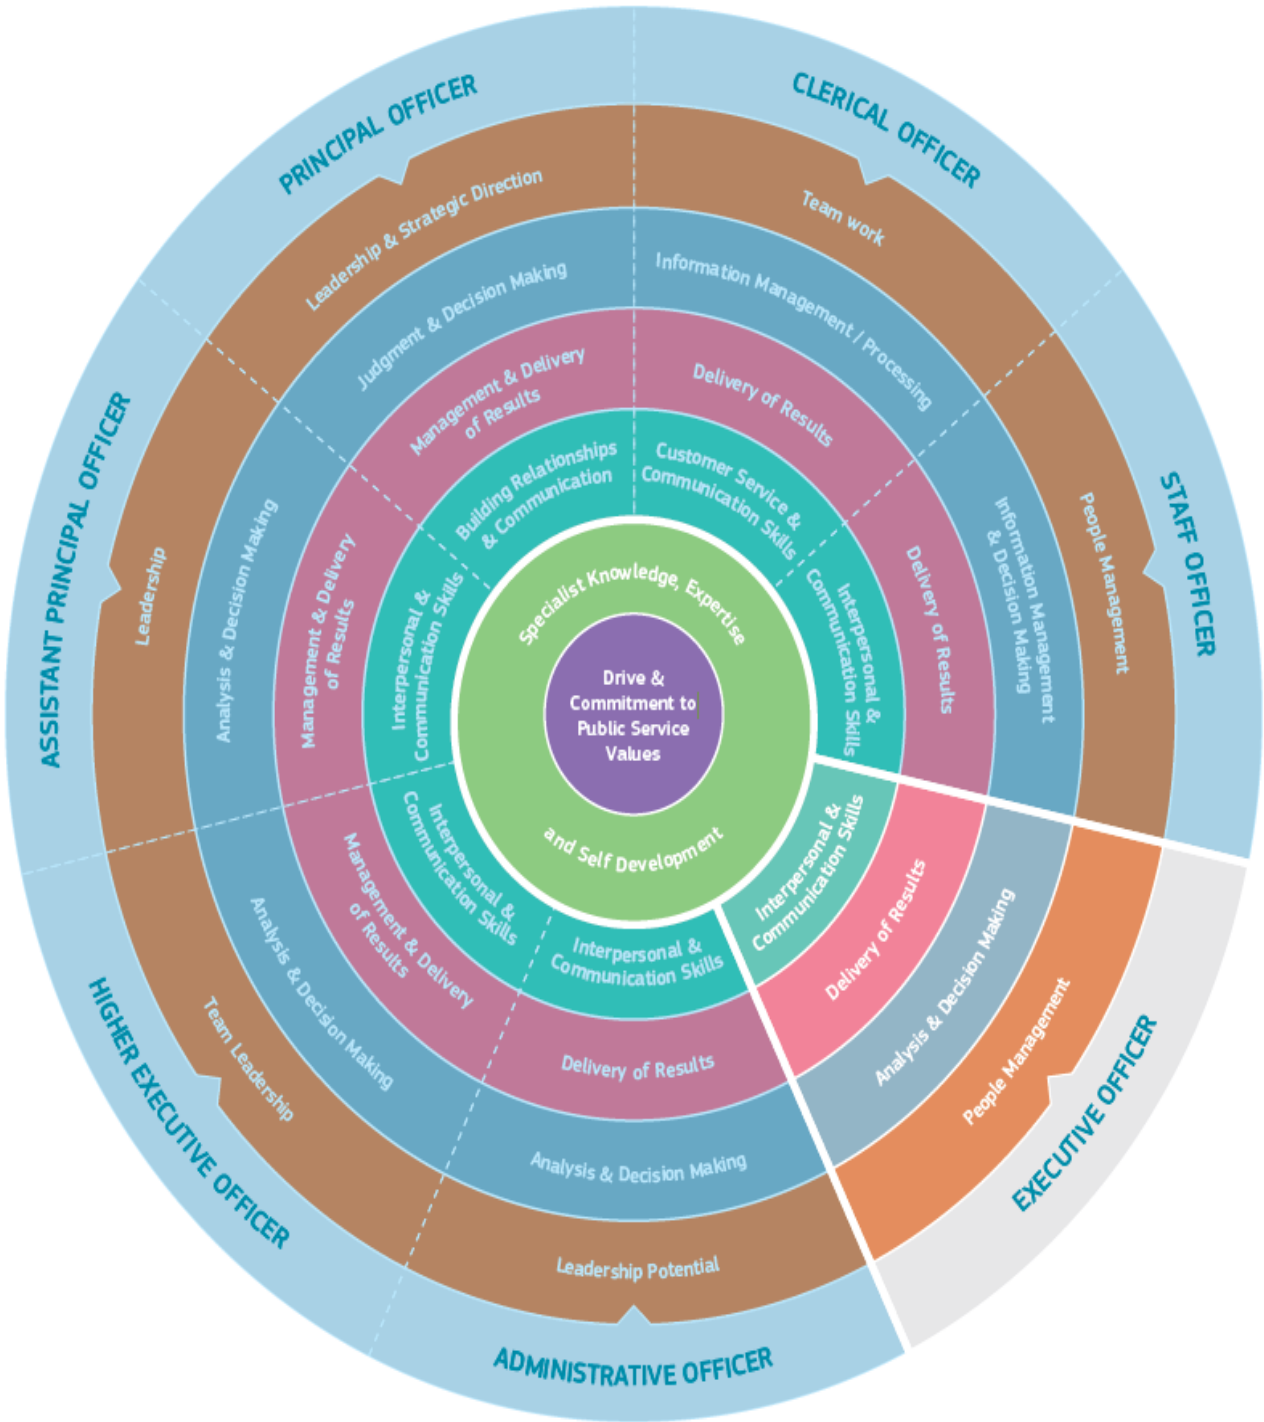 PRINCIPAL OFFICER
Leadership & Strategic Direction
Judgment & Decision Making
Management & Delivery
of Results
Building Relationships
& Communication
CLERICAL OFFICER
Team work
Information Management / Processing
Delivery of Results
Customer Service &
Communication Skills
STAFF OFFICER
People Management
Information Management
& Decision Making
Delivery of Results
Interpersonal &
Communication Skills
EXECUTIVE OFFICER
People Management
Analysis & Decision Making
Delivery of Results
Interpersonal &
Communication Skills
ADMINISTRATIVE OFFICER
Leadership Potential
Analysis & Decision Making
Delivery of Results
Interpersonal &
Communication Skills
HIGHER EXECUTIVE OFFICER
Team Leadership
Analysis & Decision Making
Management & Delivery
of Results
Interpersonal &
Communication Skills
ASSISTANT PRINCIPAL OFFICER
Leadership
Analysis & Decision Making
Management & Delivery
of Results
Interpersonal &
Communication Skills
Specialist Knowledge, Expertise
and Self Development
Drive &
Commitment to
Public Service
Values